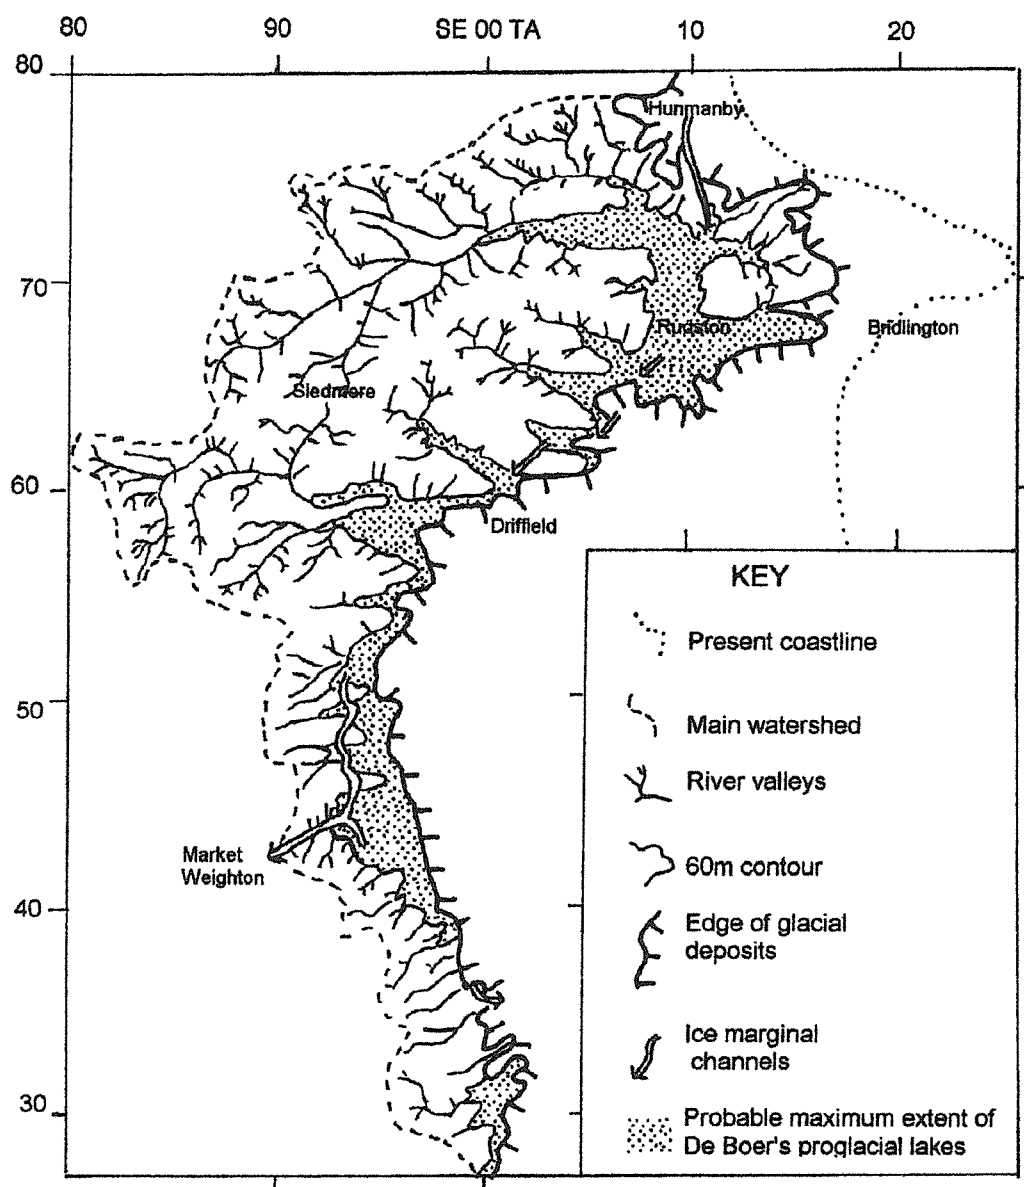 80
90
SE 00 TA
10
20
80
Hunmanby
70
Rudston
Bridlington
Sledmere
60
Driffield
50
Market
Weighton
40
30
KEY
Present coastline
Main watershed
River valleys
60m contour
Edge of glacial
deposits
Ice marginal
channels
Probable maximum extent of
De Boer's proglacial lakes